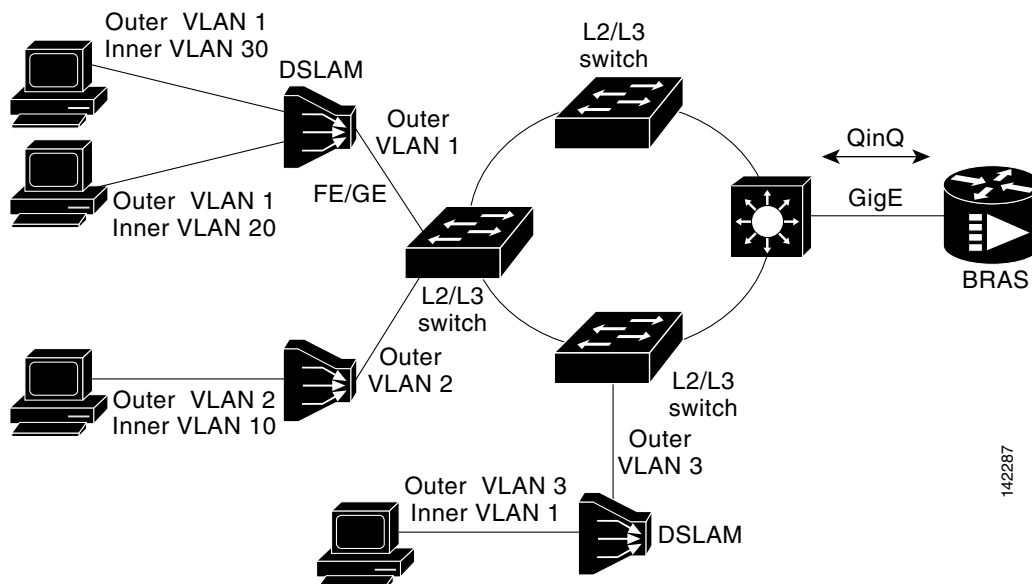 Outer VLAN 1
Inner VLAN 30
DSLAM
L2/L3
switch
Outer
VLAN 1
QinQ
FE/GE
GigE
Outer VLAN 1
Inner VLAN 20
BRAS
L2/L3
switch
Outer
VLAN 2
L2/L3
switch
Outer VLAN 2
Inner VLAN 10
Outer
VLAN 3
Outer VLAN 3
Inner VLAN 1
DSLAM
142287